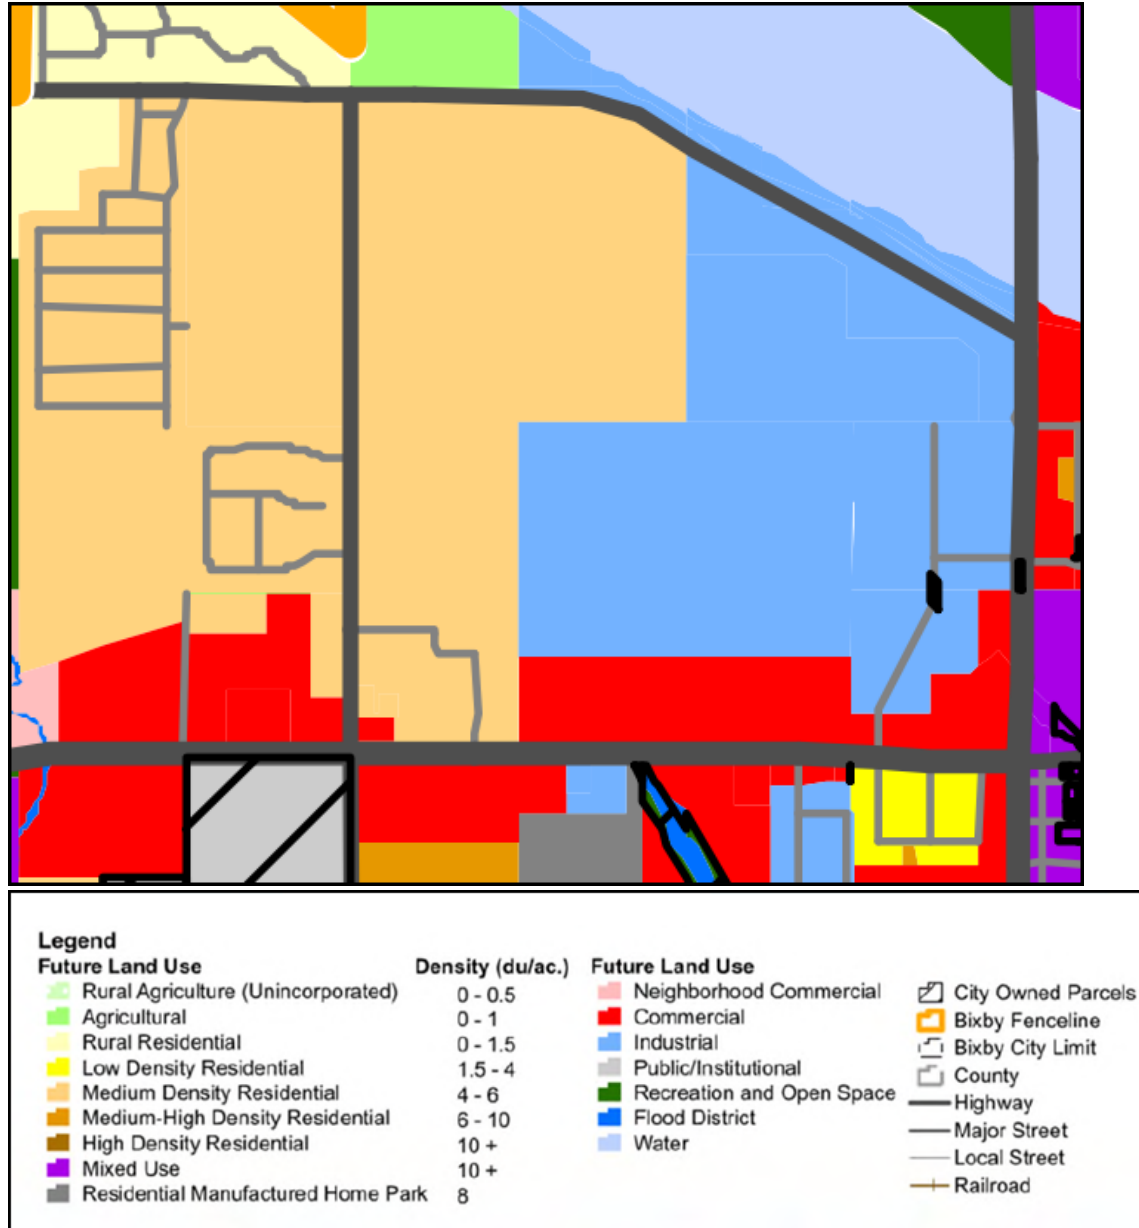 Legend
Future Land Use Density (du/ac.)
Rural Agriculture (Unincorporated) 0 - 0.5
Agricultural 0 - 1
Rural Residential 0 - 1.5
Low Density Residential 1.5 - 4
Medium Density Residential 4 - 6
Medium-High Density Residential 6 - 10
High Density Residential 10 +
Mixed Use 10 +
Residential Manufactured Home Park 8
Future Land Use
Neighborhood Commercial
Commercial
Industrial
Public/Institutional
Recreation and Open Space
Flood District
Water
City Owned Parcels
Bixby Fenceline
Bixby City Limit
County
Highway
Major Street
Local Street
Railroad